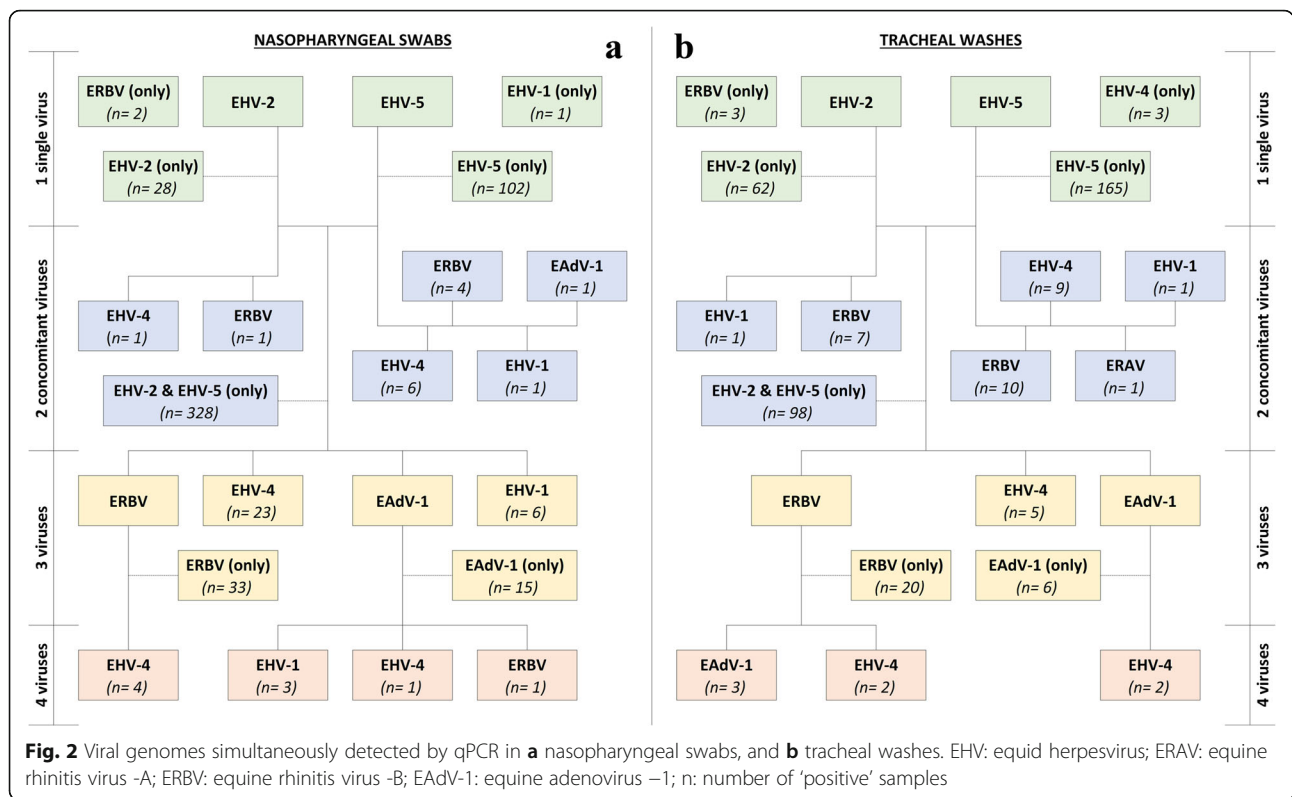 NASOPHARYNGEAL SWABS
a
1 single virus
ERBV (only)
(n= 2)
EHV-2
EHV-5
EHV-1 (only)
(n= 1)
EHV-2 (only)
(n= 28)
EHV-5 (only)
(n= 102)
2 concomitant viruses
ERBV
(n= 4)
EAdV-1
(n= 1)
EHV-4
(n= 1)
ERBV
(n= 1)
EHV-4
(n= 6)
EHV-1
(n= 1)
EHV-2 & EHV-5 (only)
(n= 328)
3 viruses
ERBV
EHV-4
(n= 23)
EAdV-1
EHV-1
(n= 6)
ERBV (only)
(n= 33)
EAdV-1 (only)
(n= 15)
4 viruses
EHV-4
(n= 4)
EHV-1
(n= 3)
EHV-4
(n= 1)
ERBV
(n= 1)
b
TRACHEAL WASHES
1 single virus
ERBV (only)
(n= 3)
EHV-2
EHV-5
EHV-4 (only)
(n= 3)
EHV-2 (only)
(n= 62)
EHV-5 (only)
(n= 165)
2 concomitant viruses
EHV-4
(n= 9)
EHV-1
(n= 1)
EHV-1
(n= 1)
ERBV
(n= 7)
ERBV
(n= 10)
ERAV
(n= 1)
EHV-2 & EHV-5 (only)
(n= 98)
3 viruses
ERBV
EHV-4
(n= 5)
EAdV-1
ERBV (only)
(n= 20)
EAdV-1 (only)
(n= 6)
4 viruses
EAdV-1
(n= 3)
EHV-4
(n= 2)
EHV-4
(n= 2)
Fig. 2 Viral genomes simultaneously detected by qPCR in a nasopharyngeal swabs, and b tracheal washes. EHV: equid herpesvirus; ERAV: equine
rhinitis virus -A; ERBV: equine rhinitis virus -B; EAdV-1: equine adenovirus −1; n: number of ‘positive’ samples